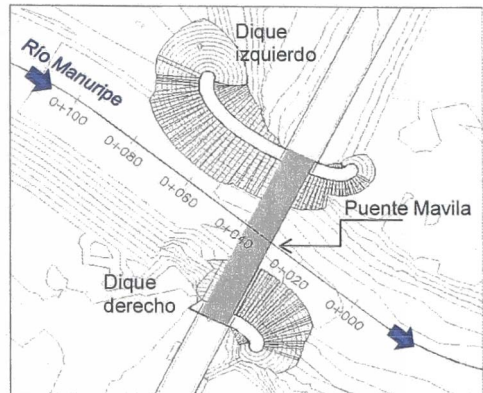 Dique
izquierdo
Río Manuripe
0+100
0+080
0+060
0+040
Puente Mavila
0+020
0+000
Dique
derecho